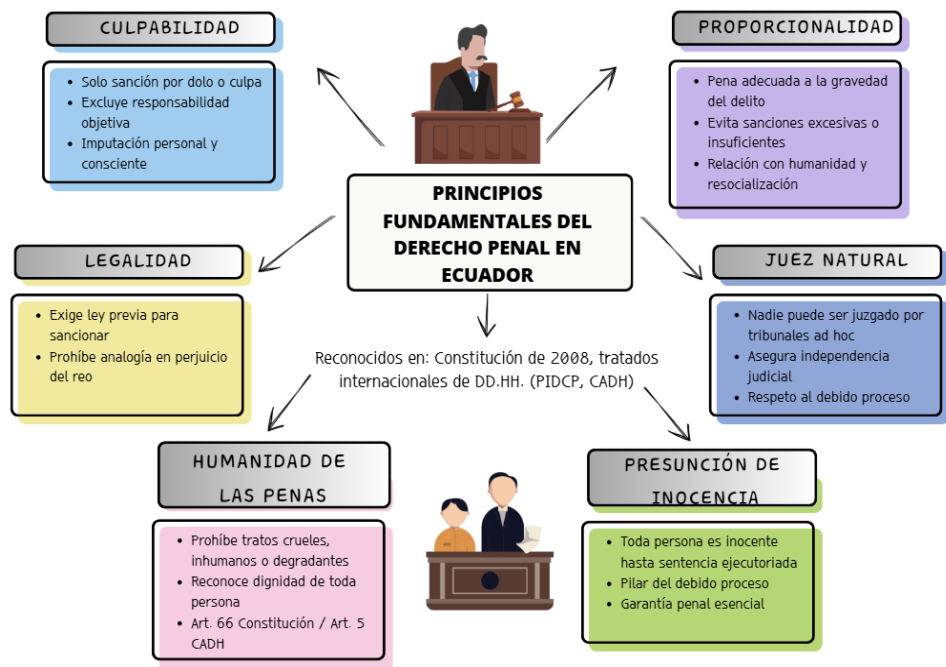 CULPABILIDAD
• Solo sanción por dolo o culpa
• Excluye responsabilidad
objetiva
• Imputación personal y
consciente
PROPORCIONALIDAD
• Pena adecuada a la gravedad
del delito
• Evita sanciones excesivas o
insuficientes
• Relación con humanidad y
resocialización
PRINCIPIOS
FUNDAMENTALES DEL
DERECHO PENAL EN
ECUADOR
LEGALIDAD
• Exige ley previa para
sancionar
• Prohíbe analogía en perjuicio
del reo
JUEZ NATURAL
• Nadie puede ser juzgado por
tribunales ad hoc
• Asegura independencia
judicial
• Respeto al debido proceso
Reconocidos en: Constitución de 2008, tratados
internacionales de DD.HH. (PIDCP, CADH)
HUMANIDAD DE
LAS PENAS
• Prohíbe tratos crueles,
inhumanos o degradantes
• Reconoce dignidad de toda
persona
• Art. 66 Constitución / Art. 5
CADH
PRESUNCIÓN DE
INOCENCIA
• Toda persona es inocente
hasta sentencia ejecutoriada
• Pilar del debido proceso
• Garantía penal esencial